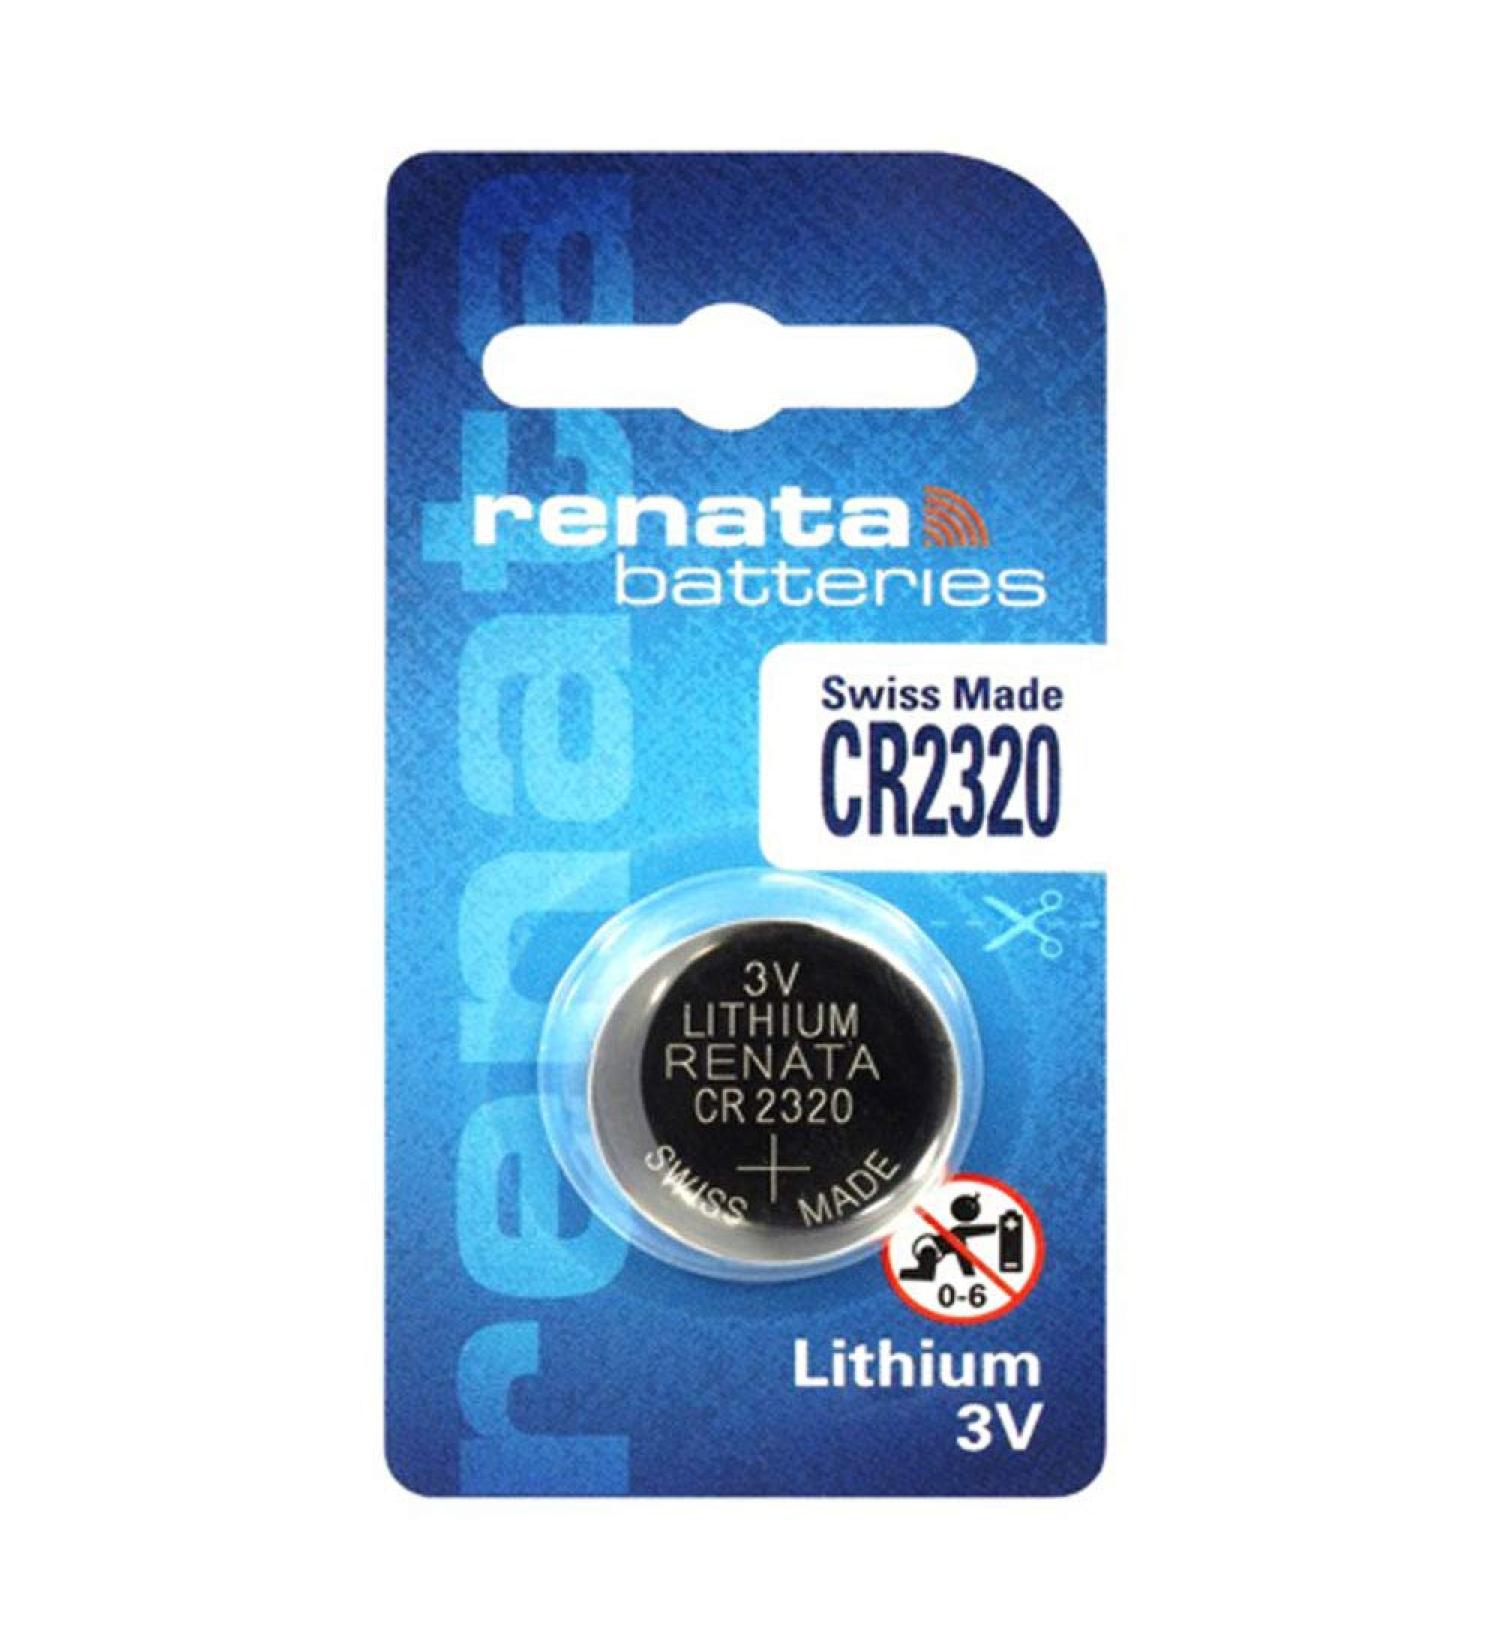 renata
renata
batteries
Swiss Made
CR2320
3V
LITHIUM
RENATA
CR 2320
+
SWISS MADE
0-6
Lithium
3V